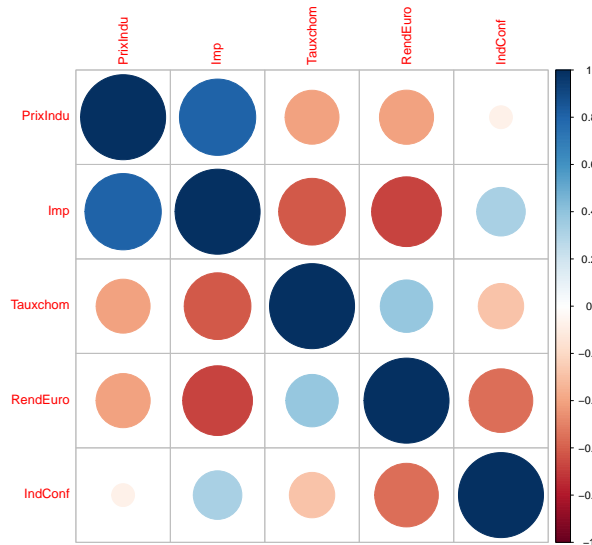 PrixIndu
Imp
Tauxchom
RendEuro
IndConf
PrixIndu
Imp
Tauxchom
RendEuro
IndConf
1
0.8
0.6
0.4
0.2
0